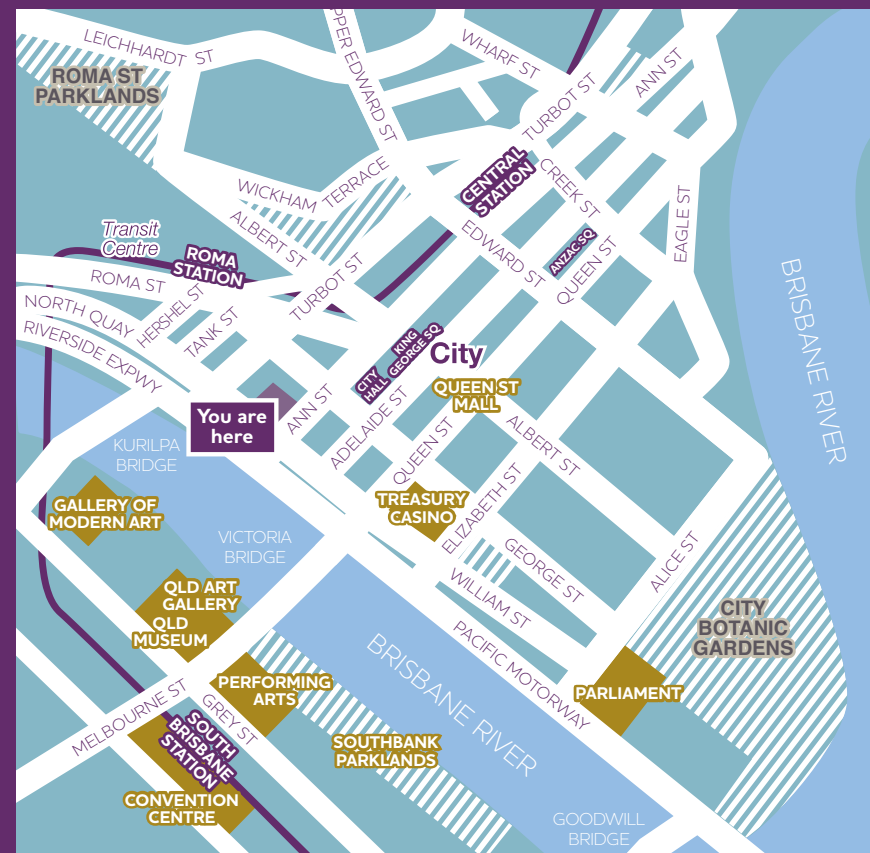 LEICHHARDT ST
UPPER EDWARD ST
WHARF ST
ANN ST
ROMA ST
PARKLANDS
TURBOT ST
CENTRAL
STATION
CREEK ST
WICKHAM TERRACE
ALBERT ST
EAGLE ST
Transit
Centre
ROMA
STATION
EDWARD ST
ANZAC SQ
QUEEN ST
BRISBANE RIVER
ROMA ST
TURBOT ST
NORTH QUAY
HERSHEL ST
TANK ST
RIVERSIDE EXPWY
CITY
HALL
KING
GEORGE SQ
City
QUEEN ST
MALL
You are
here
ANN ST
ADELAIDE ST
QUEEN ST
ALBERT ST
KURILPA
BRIDGE
TREASURY
CASINO
ELIZABETH ST
GALLERY OF
MODERN ART
VICTORIA
BRIDGE
GEORGE ST
ALICE ST
WILLIAM ST
QLD ART
GALLERY
QLD
MUSEUM
CITY
BOTANIC
GARDENS
PACIFIC MOTORWAY
BRISBANE RIVER
PERFORMING
ARTS
PARLIAMENT
MELBOURNE ST
GREY ST
SOUTH
BRISBANE
STATION
SOUTHBANK
PARKLANDS
CONVENTION
CENTRE
GOODWILL
BRIDGE